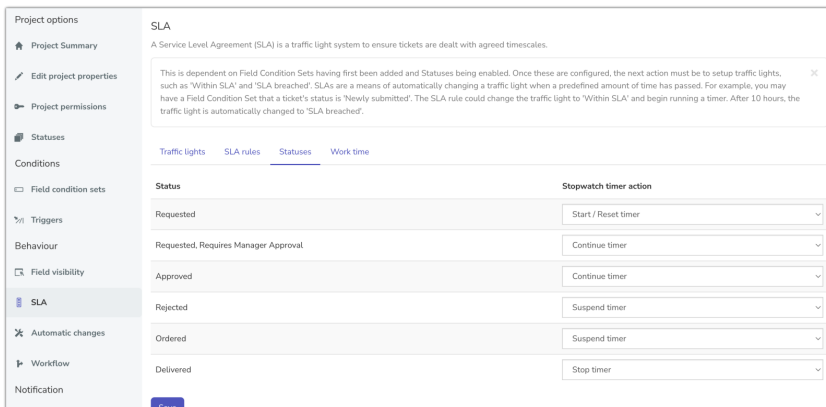 Project options
Project Summary
Edit project properties
Project permissions
Statuses
Conditions
Field condition sets
Triggers
Behaviour
Field visibility
SLA
Automatic changes
Workflow
Notification
SLA
A Service Level Agreement (SLA) is a traffic light system to ensure tickets are dealt with agreed timescales.
This is dependent on Field Condition Sets having first been added and Statuses being enabled. Once these are configured, the next action must be to setup traffic lights,
such as 'Within SLA' and 'SLA breached'. SLAs are a means of automatically changing a traffic light when a predefined amount of time has passed. For example, you may
have a Field Condition Set that a ticket's status is 'Newly submitted'. The SLA rule could change the traffic light to 'Within SLA' and begin running a timer. After 10 hours, the
traffic light is automatically changed to 'SLA breached'.
Traffic lights SLA rules Statuses Work time
Status Stopwatch timer action
Requested Start / Reset timer
Requested, Requires Manager Approval Continue timer
Approved Continue timer
Rejected Suspend timer
Ordered Suspend timer
Delivered Stop timer
Save